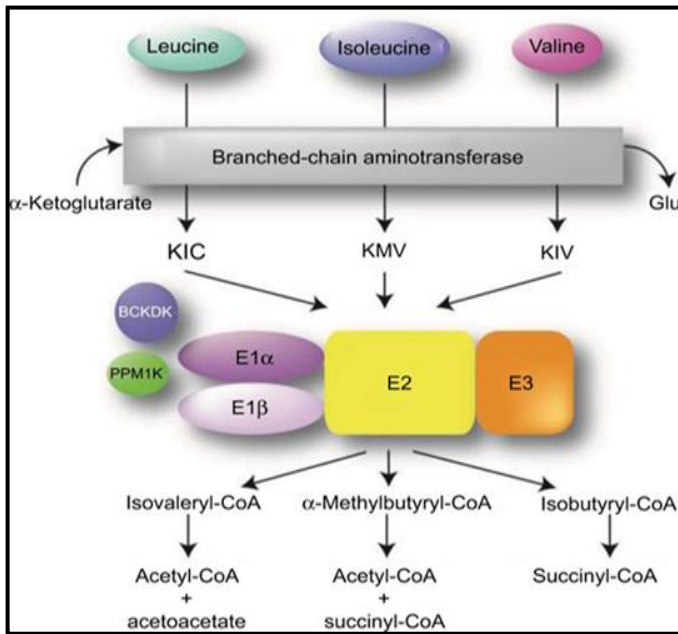 Leucine
Isoleucine
Valine
Branched-chain aminotransferase
α-Ketoglutarate
Glu
KIC
KMV
KIV
BCKDK
PPM1K
E1α
E1β
E2
E3
Isovaleryl-CoA
α-Methylbutyryl-CoA
Isobutyryl-CoA
Acetyl-CoA
+
acetoacetate
Acetyl-CoA
+
succinyl-CoA
Succinyl-CoA